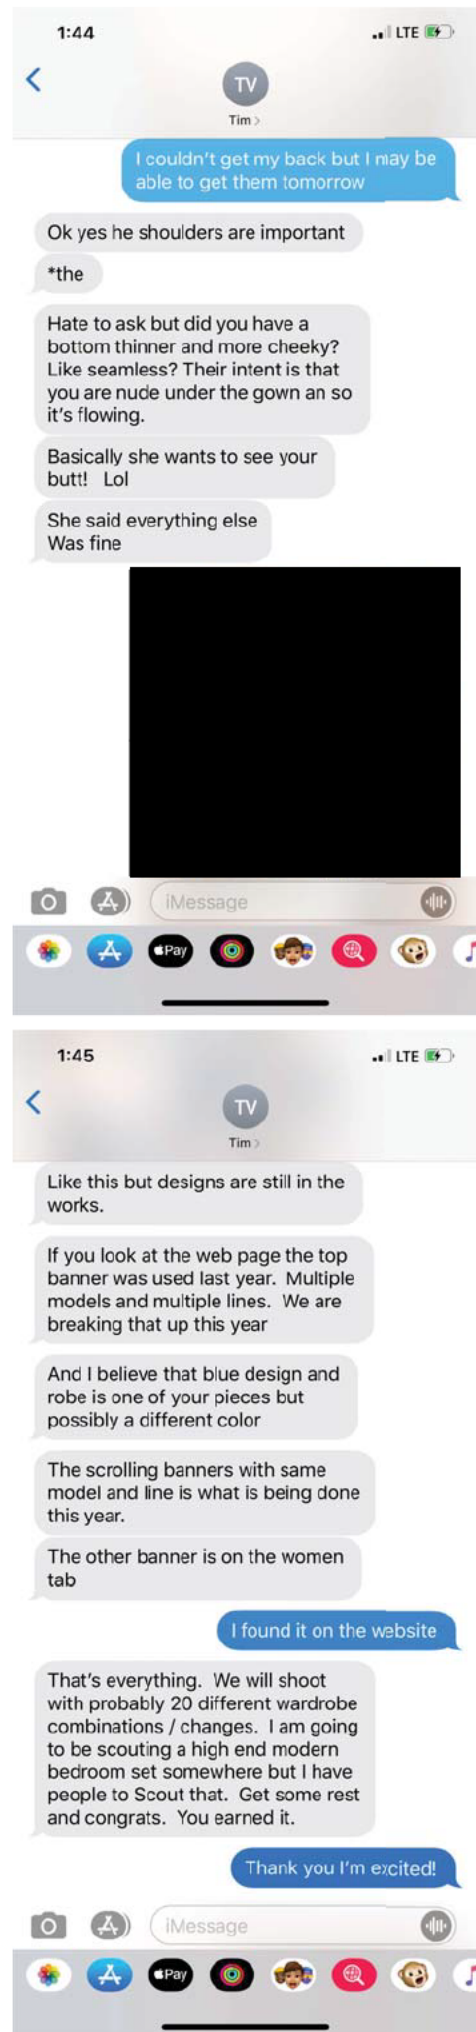 1:44
LTE
TV
Tim >
I couldn't get my back but I may be
able to get them tomorrow
Ok yes he shoulders are important
*the
Hate to ask but did you have a
bottom thinner and more cheeky?
Like seamless? Their intent is that
you are nude under the gown an so
it's flowing.
Basically she wants to see your
butt! Lol
She said everything else
Was fine
iMessage
Pay
1:45
LTE
TV
Tim >
Like this but designs are still in the
works.
If you look at the web page the top
banner was used last year. Multiple
models and multiple lines. We are
breaking that up this year
And I believe that blue design and
robe is one of your pieces but
possibly a different color
The scrolling banners with same
model and line is what is being done
this year.
The other banner is on the women
tab
I found it on the website
That's everything. We will shoot
with probably 20 different wardrobe
combinations / changes. I am going
to be scouting a high end modern
bedroom set somewhere but I have
people to Scout that. Get some rest
and congrats. You earned it.
Thank you I'm excited!
iMessage
Pay